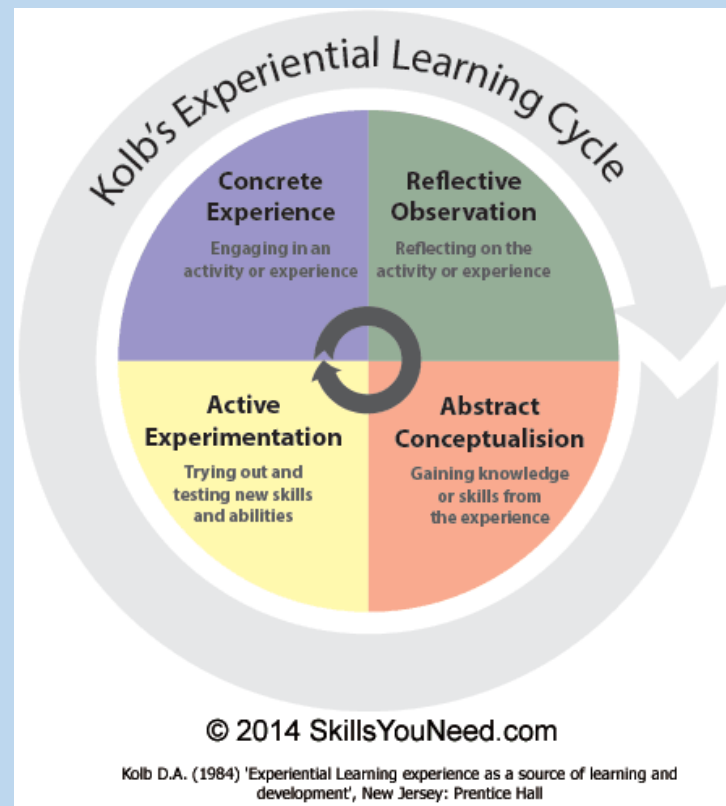 Kolb's Experiential Learning Cycle
Concrete
Experience
Engaging in an
activity or experience
Reflective
Observation
Reflecting on the
activity or experience
Active
Experimentation
Trying out and
testing new skills
and abilities
Abstract
Conceptualision
Gaining knowledge
or skills from
the experience
© 2014 SkillsYouNeed.com
Kolb D.A. (1984) 'Experiential Learning experience as a source of learning and
development', New Jersey: Prentice Hall